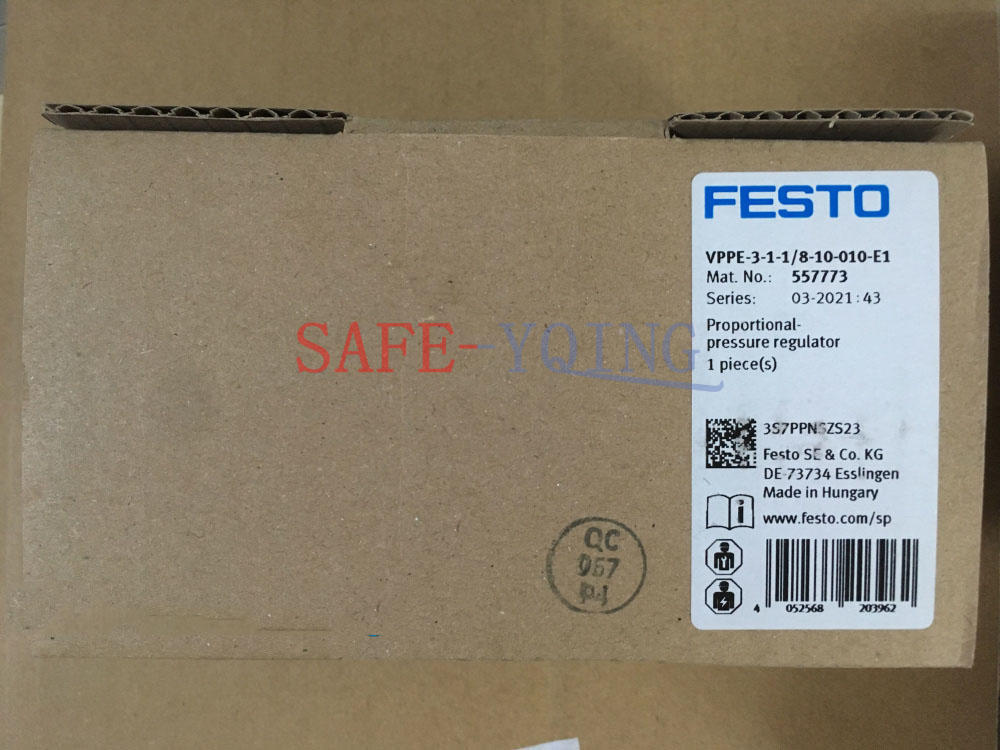 FESTO
VPPE-3-1-1/8-10-010-E1
Mat. No.: 557773
Series: 03-2021:43
Proportional-
pressure regulator
1 piece(s)
3S7PPNSZS23
Festo SE & Co. KG
DE-73734 Esslingen
Made in Hungary
www.festo.com/sp
4 052568 203962
SAFE-YQING
QC